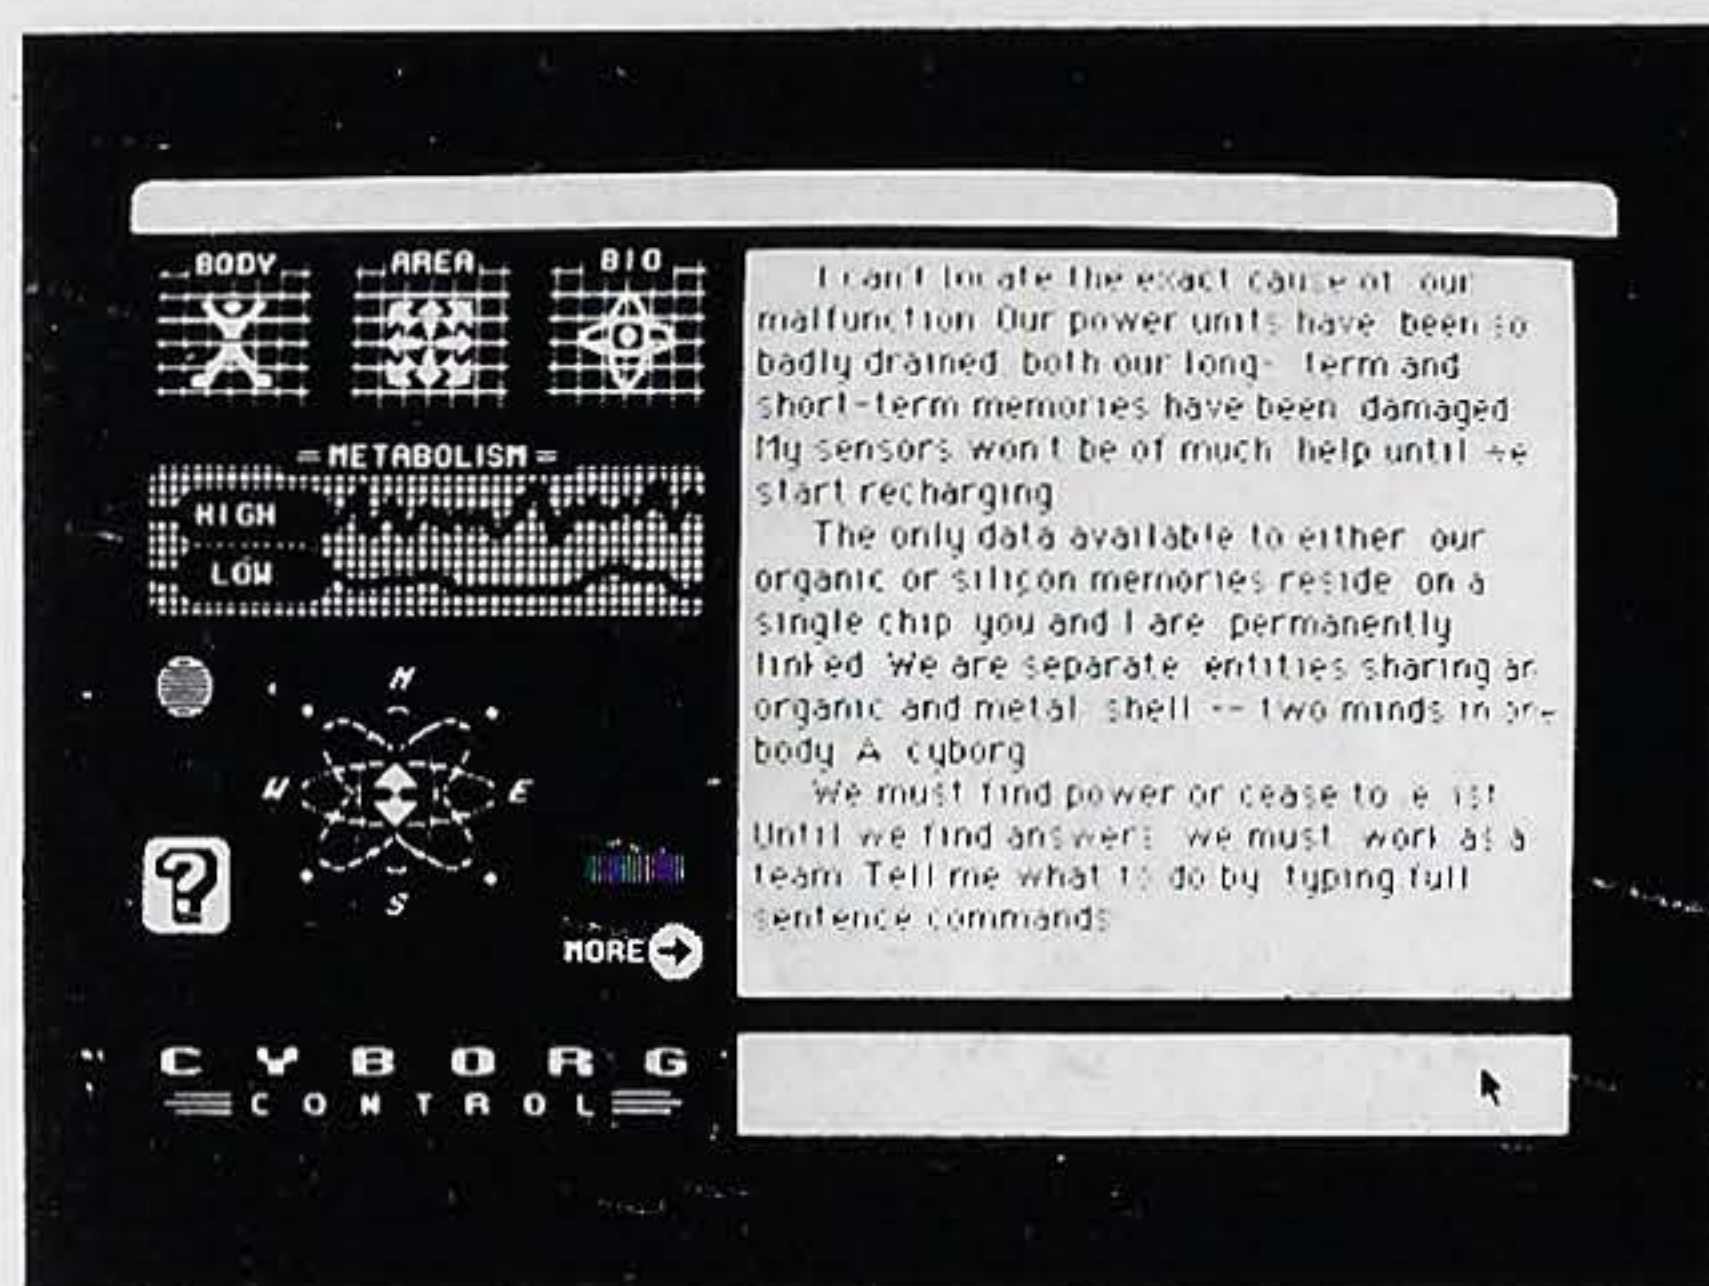 BODY AREA BIO
= METABOLISM =
HIGH
LOW
N
W E
S
?
MORE
CYBORG
CONTROL
I can't locate the exact cause of our
malfunction. Our power units have been so
badly drained, both our long- term and
short-term memories have been damaged.
My sensors won't be of much help until we
start recharging.
The only data available to either our
organic or silicon memories reside on a
single chip: you and I are permanently
linked. We are separate entities sharing an
organic and metal shell -- two minds in one
body. A cyborg.
We must find power or cease to exist.
Until we find answers, we must work as a
team. Tell me what to do by typing full
sentence commands.